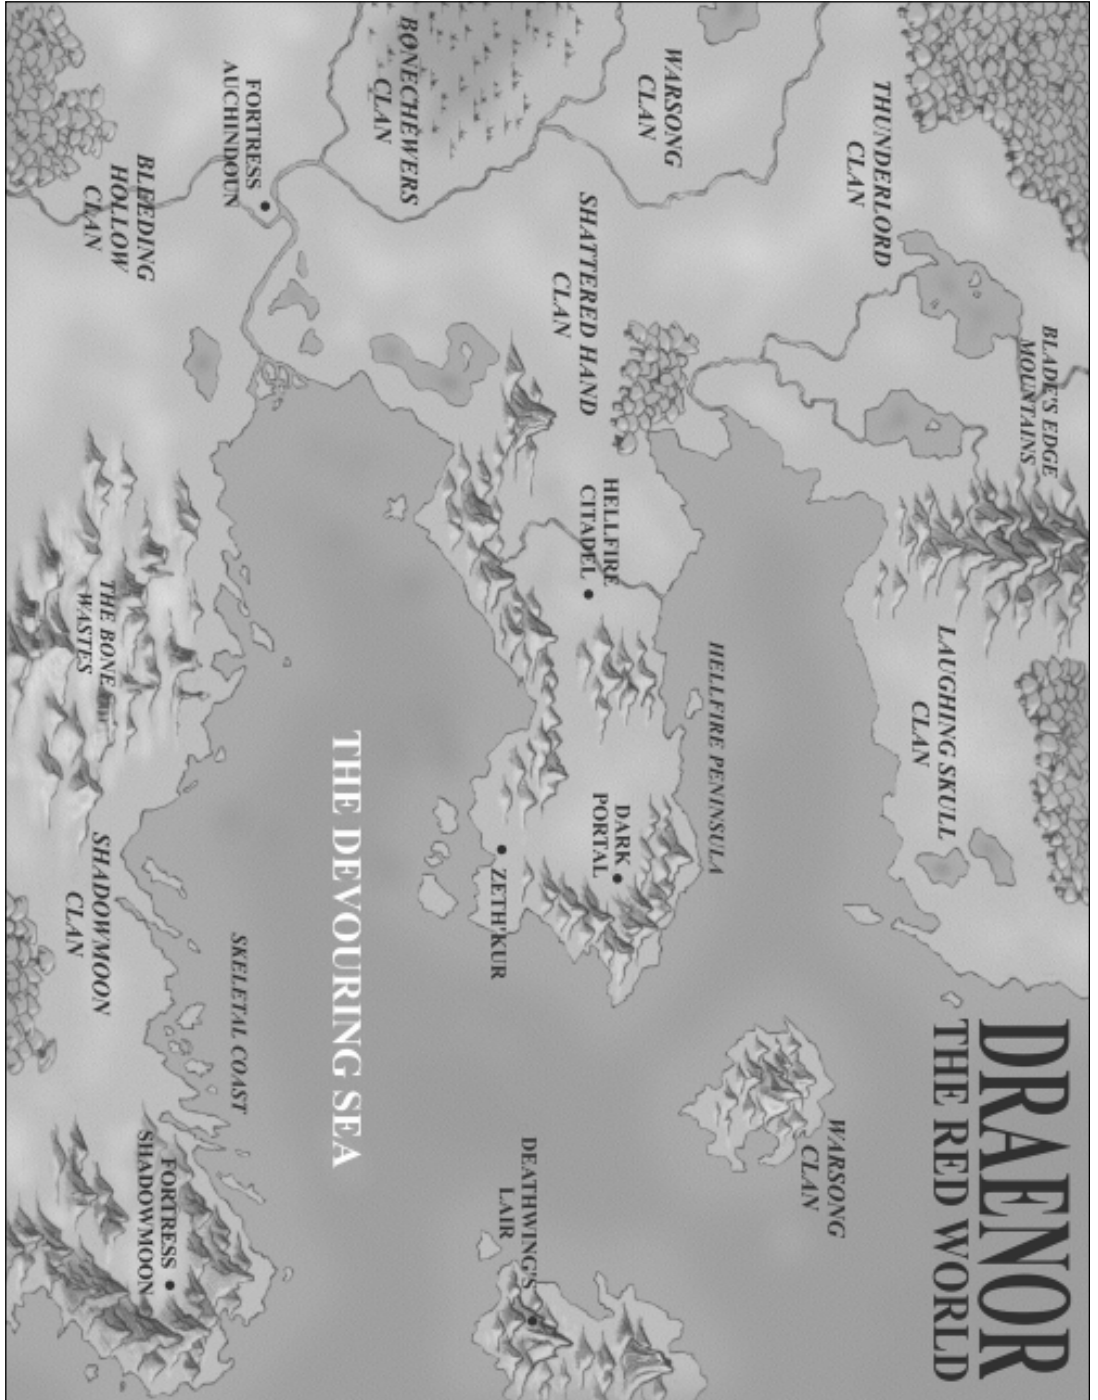 DRAENOR
THE RED WORLD
BLADE'S EDGE
MOUNTAINS
THUNDERLORD
CLAN
LAUGHING SKULL
CLAN
WARSONG
CLAN
WARSONG
CLAN
HELLFIRE PENINSULA
SHATTERED HAND
CLAN
HELLFIRE
CITADEL
DARK
PORTAL
ZETH'KUR
DEATHWING'S
LAIR
BONECHEWERS
CLAN
THE DEVOURING SEA
FORTRESS
AUCHINDOUN
SKELETAL COAST
BLEEDING
HOLLOW
CLAN
THE BONE
WASTES
SHADOWMOON
CLAN
FORTRESS
SHADOWMOON